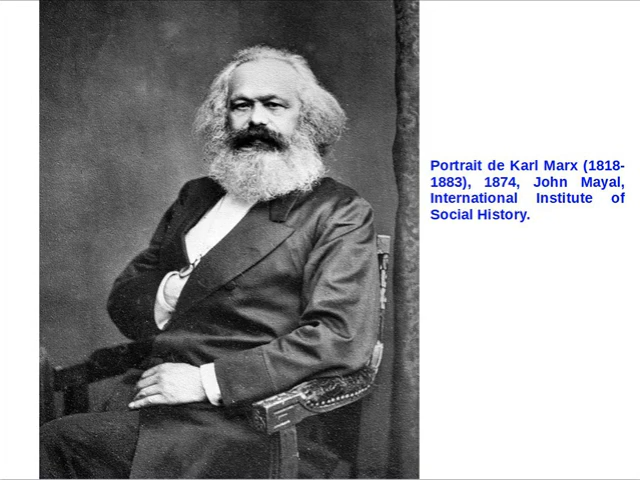 Portrait de Karl Marx (1818-
1883), 1874, John Mayal,
International Institute of
Social History.